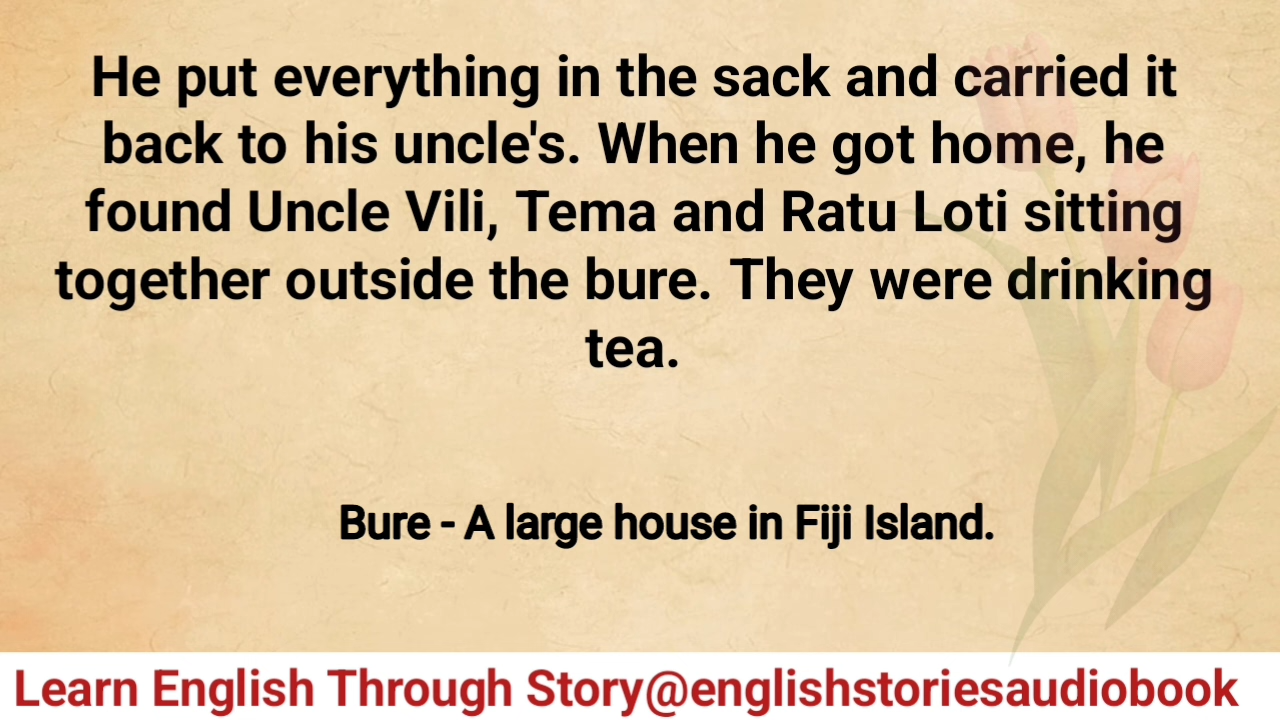 He put everything in the sack and carried it
back to his uncle's. When he got home, he
found Uncle Vili, Tema and Ratu Loti sitting
together outside the bure. They were drinking
tea.
Bure - A large house in Fiji Island.
Learn English Through Story@englishstoriesaudiobook